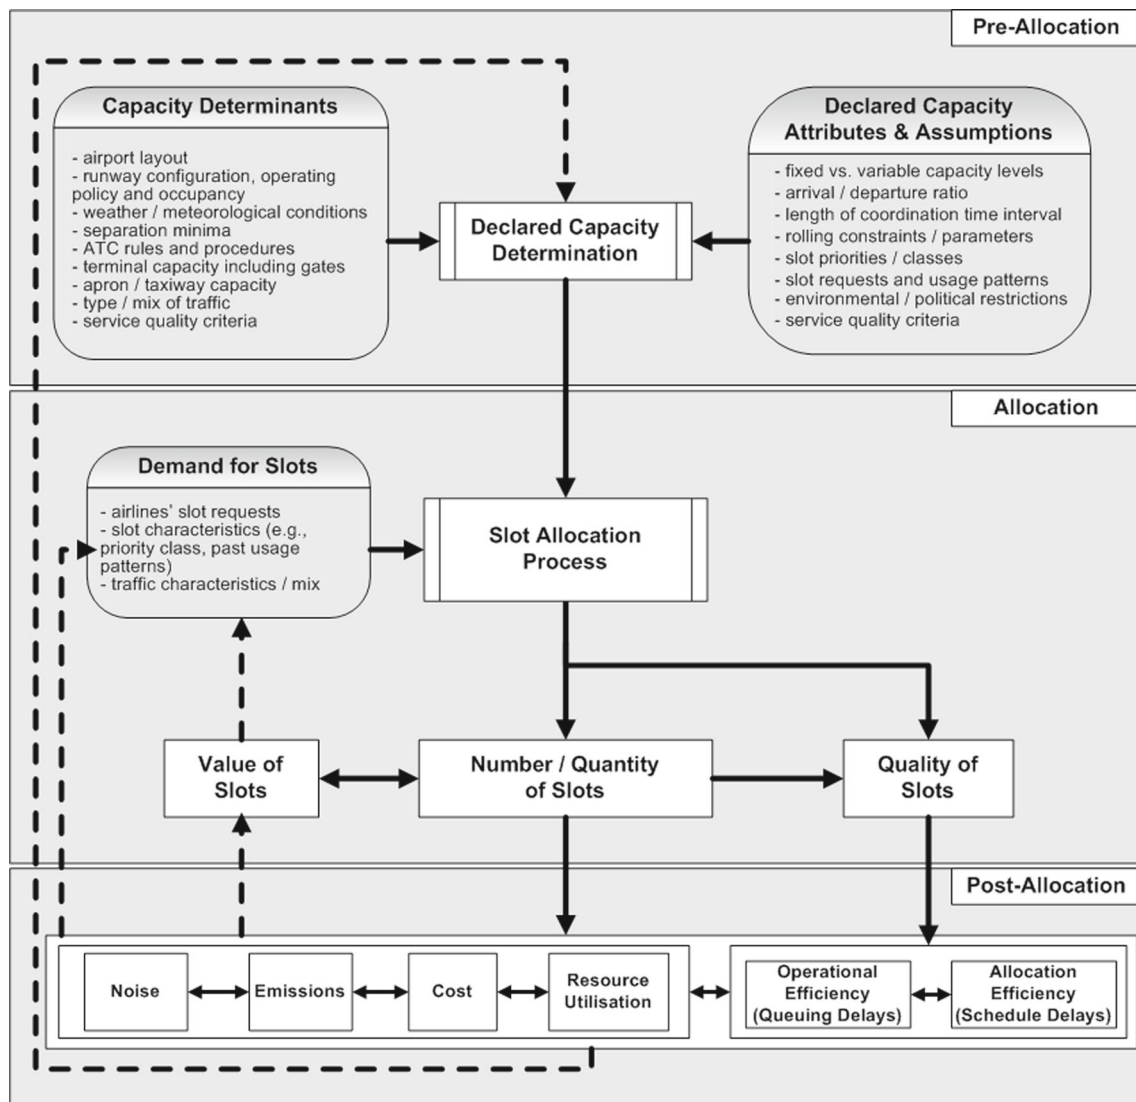 Pre-Allocation
Capacity Determinants
- airport layout
- runway configuration, operating
policy and occupancy
- weather / meteorological conditions
- separation minima
- ATC rules and procedures
- terminal capacity including gates
- apron / taxiway capacity
- type / mix of traffic
- service quality criteria
Declared Capacity
Determination
Declared Capacity
Attributes & Assumptions
- fixed vs. variable capacity levels
- arrival / departure ratio
- length of coordination time interval
- rolling constraints / parameters
- slot priorities / classes
- slot requests and usage patterns
- environmental / political restrictions
- service quality criteria
Allocation
Demand for Slots
- airlines' slot requests
- slot characteristics (e.g.,
priority class, past usage
patterns)
- traffic characteristics / mix
Slot Allocation
Process
Value of
Slots
Number / Quantity
of Slots
Quality of
Slots
Post-Allocation
Noise
Emissions
Cost
Resource
Utilisation
Operational
Efficiency
(Queuing Delays)
Allocation
Efficiency
(Schedule Delays)